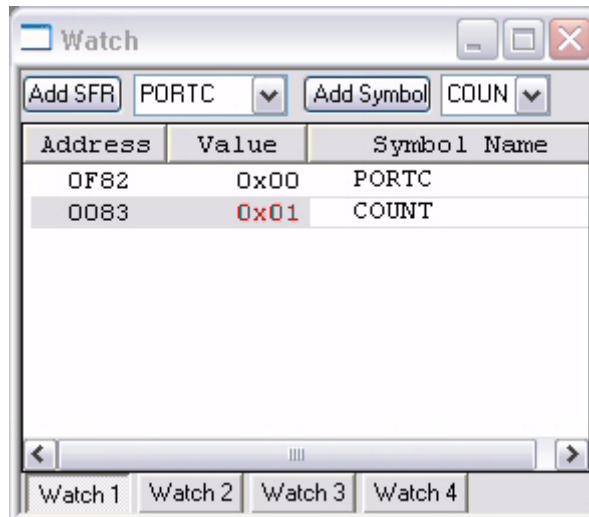 Watch
Add SFR PORTC Add Symbol COUN
Address Value Symbol Name
0F82 0x00 PORTC
0083 0x01 COUNT
Watch 1 Watch 2 Watch 3 Watch 4